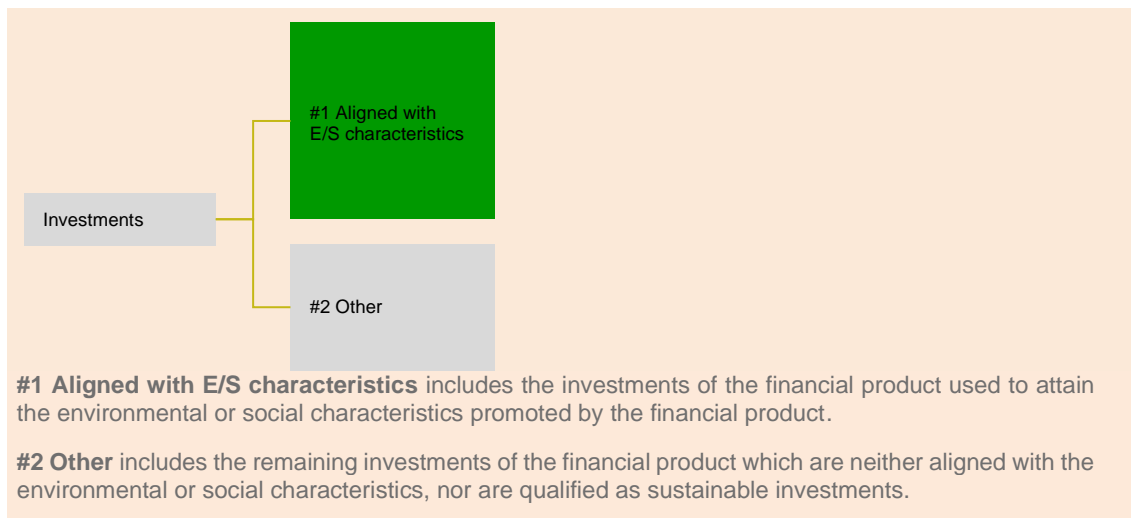 #1 Aligned with
E/S characteristics
Investments
#2 Other
#1 Aligned with E/S characteristics includes the investments of the financial product used to attain
the environmental or social characteristics promoted by the financial product.
#2 Other includes the remaining investments of the financial product which are neither aligned with the
environmental or social characteristics, nor are qualified as sustainable investments.